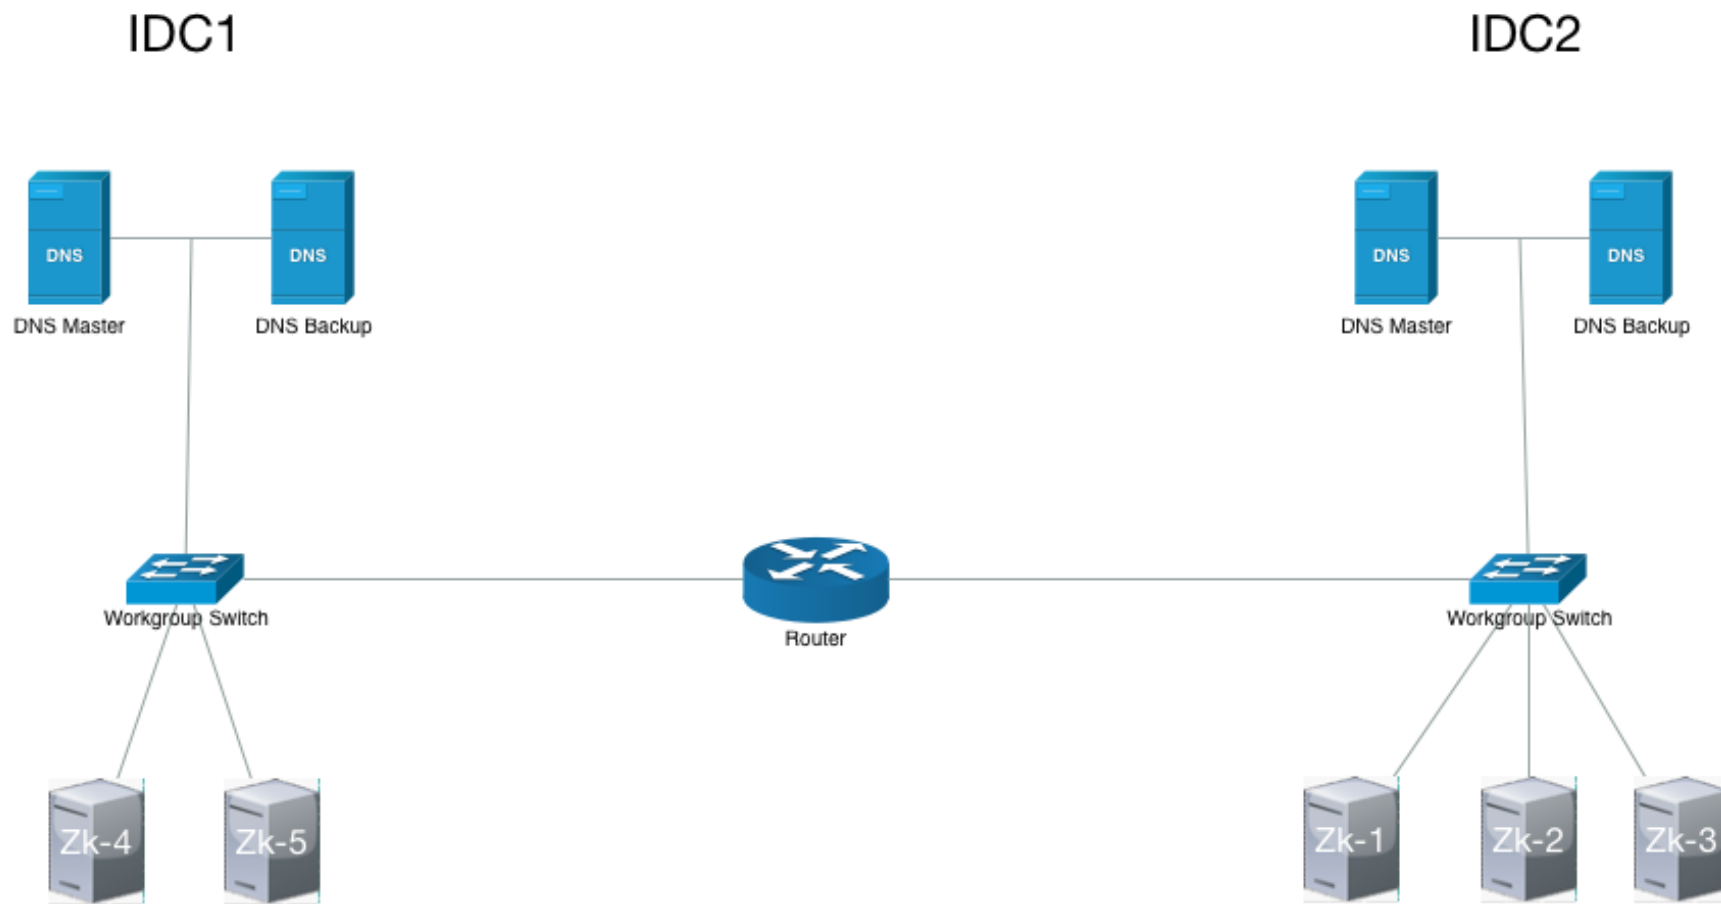 IDC1
IDC2
DNS
DNS
DNS
DNS
DNS Master
DNS Backup
DNS Master
DNS Backup
Workgroup Switch
Router
Workgroup Switch
Zk-4
Zk-5
Zk-1
Zk-2
Zk-3